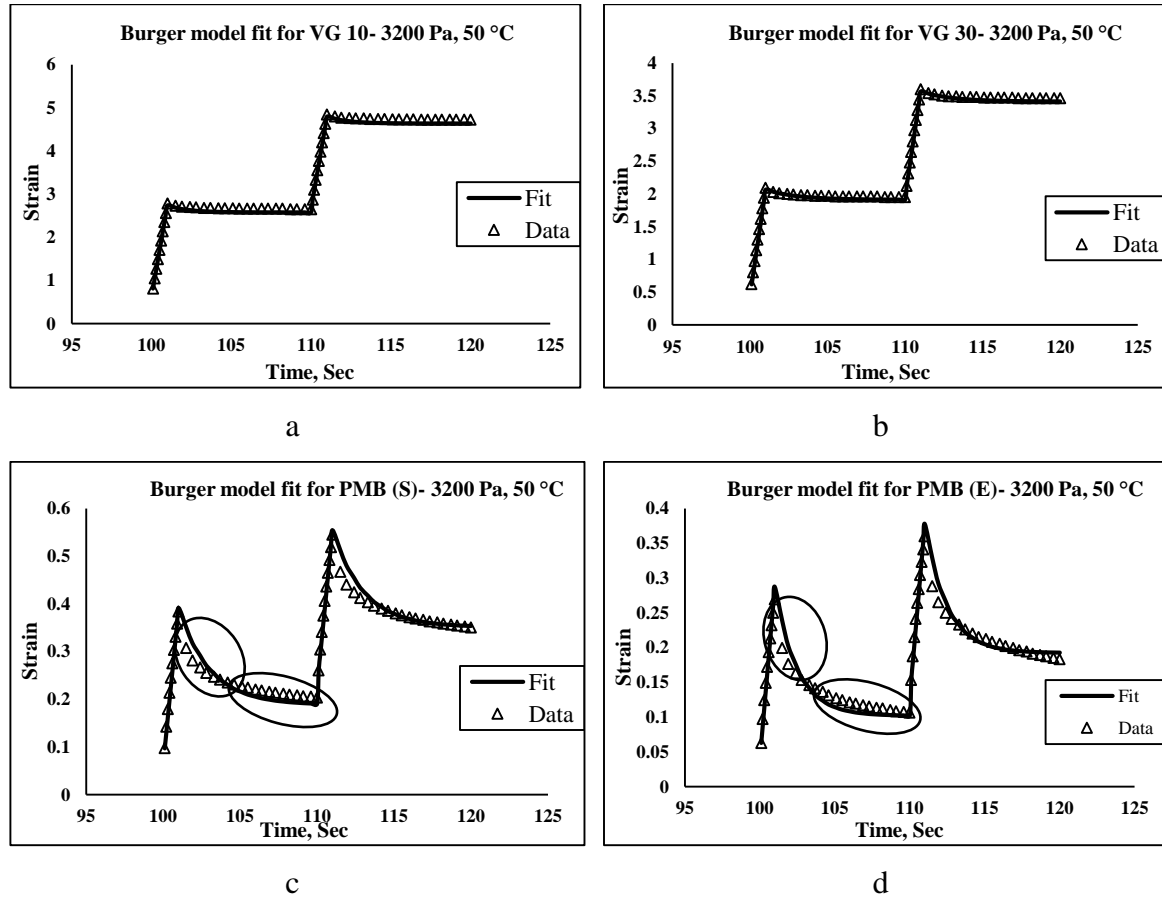 Burger model fit for VG 10- 3200 Pa, 50 °C
6
5
4
3
2
1
0
Strain
95 100 105 110 115 120 125
Time, Sec
Fit
Data
a
Burger model fit for VG 30- 3200 Pa, 50 °C
4
3.5
3
2.5
2
1.5
1
0.5
0
Strain
95 100 105 110 115 120 125
Time, Sec
Fit
Data
b
Burger model fit for PMB (S)- 3200 Pa, 50 °C
0.6
0.5
0.4
0.3
0.2
0.1
0
Strain
95 100 105 110 115 120 125
Time, Sec
Fit
Data
c
Burger model fit for PMB (E)- 3200 Pa, 50 °C
0.4
0.35
0.3
0.25
0.2
0.15
0.1
0.05
0
Strain
95 100 105 110 115 120 125
Time, Sec
Fit
Data
d